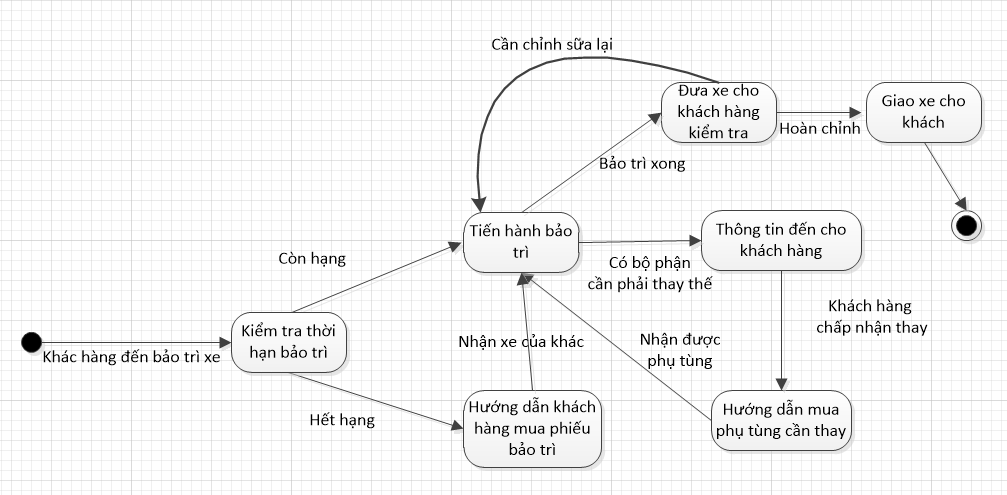 Cần chỉnh sữa lại
Đưa xe cho
khách hàng
kiểm tra
Hoàn chỉnh
Giao xe cho
khách
Bảo trì xong
Tiến hành bảo
trì
Thông tin đến cho
khách hàng
Còn hạng
Có bộ phận
cần phải thay thế
Khách hàng
chấp nhận thay
Kiểm tra thời
hạn bảo trì
Khác hàng đến bảo trì xe
Nhận xe của khác
Nhận được
phụ tùng
Hết hạng
Hướng dẫn khách
hàng mua phiếu
bảo trì
Hướng dẫn mua
phụ tùng cần thay